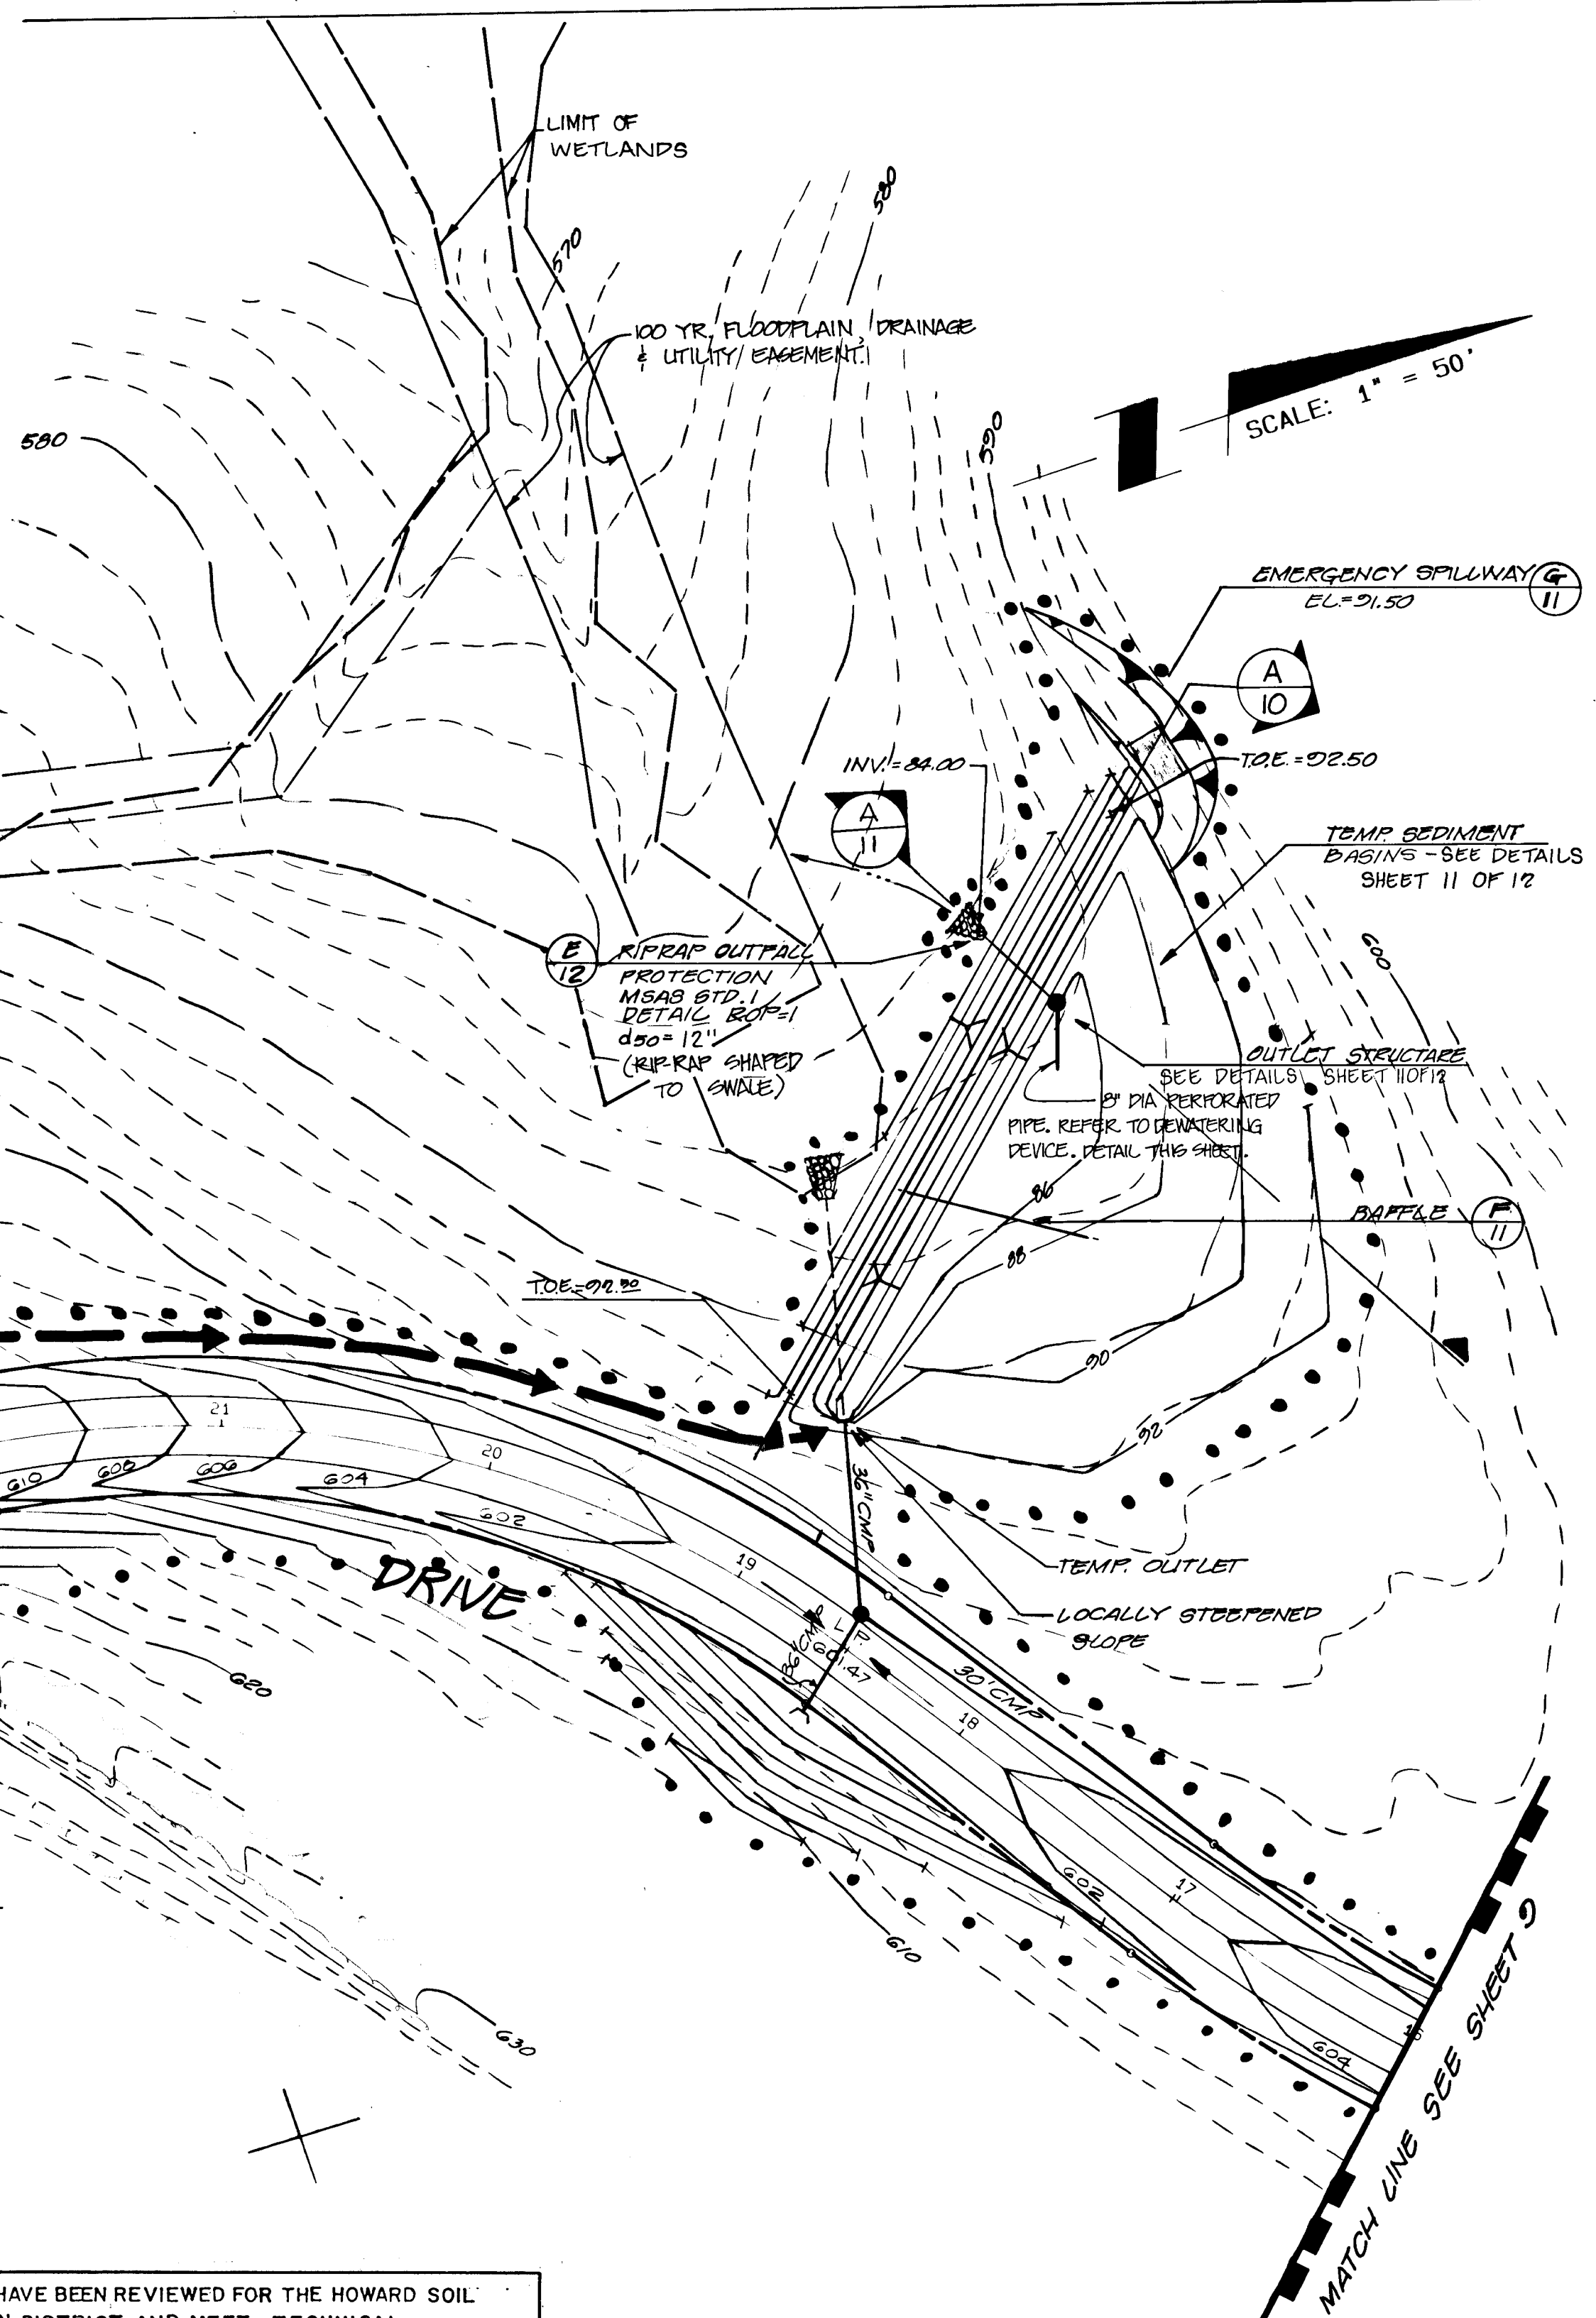 LIMIT OF
WETLANDS
580
570
100 YR. FLOODPLAIN, DRAINAGE
& UTILITY EASEMENT.
580
590
SCALE: 1" = 50'
EMERGENCY SPILLWAY
EL.=91.50
G
11
A
10
INV.=84.00
T.O.E.=92.50
A
11
TEMP. SEDIMENT
BASINS - SEE DETAILS
SHEET 11 OF 12
600
E
12
RIPRAP OUTFALL
PROTECTION
MSAB STD.
DETAIL ROP-1
d50= 12"
(RIP-RAP SHAPED
TO SWALE)
OUTLET STRUCTARE
SEE DETAILS SHEET 11 OF 12
8" DIA PERFORATED
PIPE. REFER TO DEWATERING
DEVICE. DETAIL THIS SHEET.
86
BAFFLE
F
11
88
T.O.E.=92.50
90
92
21
20
610
608
606
604
602
36" CMP
19
DRIVE
TEMP. OUTLET
LOCALLY STEEPENED
SLOPE
36" CMP
L.P.
601.47
30' CMP
18
620
17
602
610
604
630
MATCH LINE SEE SHEET 9
HAVE BEEN REVIEWED FOR THE HOWARD SOIL
DISTRICT AND MEET TECHNICAL